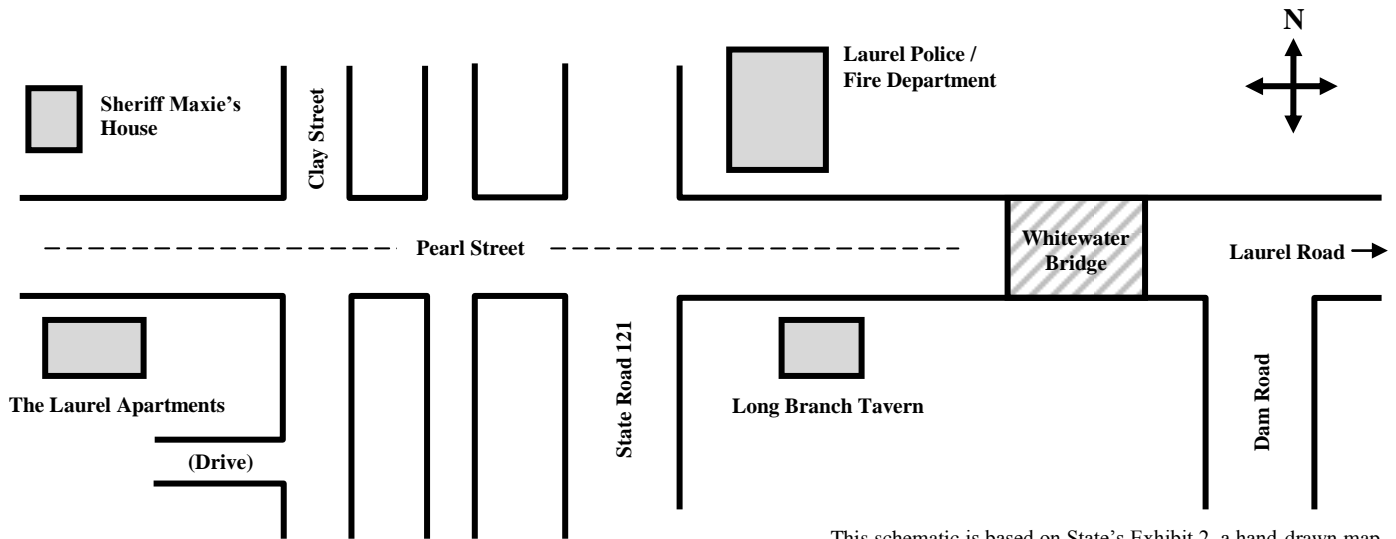 N
Laurel Police /
Fire Department
Sheriff Maxie's
House
Clay Street
Pearl Street
Whitewater
Bridge
Laurel Road
State Road 121
The Laurel Apartments
Long Branch Tavern
Dam Road
(Drive)
This schematic is based on State's Exhibit 2, a hand-drawn map